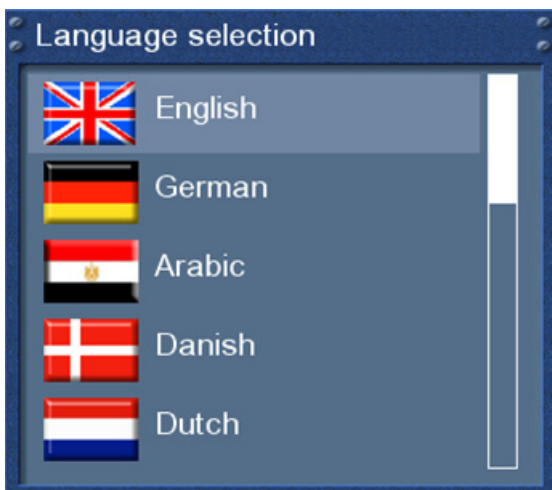 Language selection
English
German
Arabic
Danish
Dutch